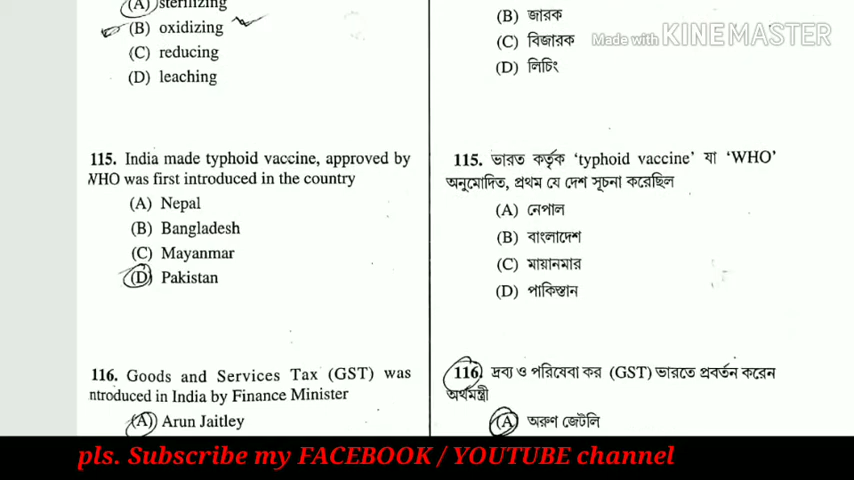 (A) sterilizing
(B) oxidizing
(C) reducing
(D) leaching
115. India made typhoid vaccine, approved by
WHO was first introduced in the country
(A) Nepal
(B) Bangladesh
(C) Mayanmar
(D) Pakistan
116. Goods and Services Tax (GST) was
ntroduced in India by Finance Minister
(A) Arun Jaitley
(B) জারক
(C) বিজারক
(D) লিচিং
115. ভারত কর্তৃক ‘typhoid vaccine’ যা ‘WHO’
অনুমোদিত, প্রথম যে দেশ সূচনা করেছিল
(A) নেপাল
(B) বাংলাদেশ
(C) মায়ানমার
(D) পাকিস্তান
116. দ্রব্য ও পরিষেবা কর (GST) ভারতে প্রবর্তন করেন
অর্থমন্ত্রী
(A) অরুণ জেটলি
Made with KINEMASTER
pls. Subscribe my FACEBOOK / YOUTUBE channel